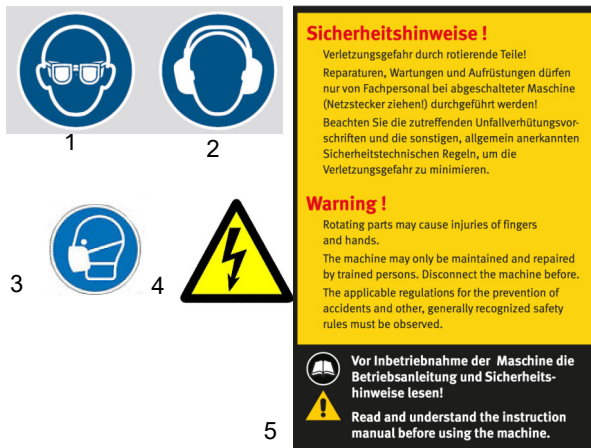 1
2
3
4
5
Sicherheitshinweise !
Verletzungsgefahr durch rotierende Teile!
Reparaturen, Wartungen und Aufrüstungen dürfen
nur von Fachpersonal bei abgeschalteter Maschine
(Netzstecker ziehen!) durchgeführt werden!
Beachten Sie die zutreffenden Unfallverhütungsvor-
schriften und die sonstigen, allgemein anerkannten
Sicherheitstechnischen Regeln, um die
Verletzungsgefahr zu minimieren.
Warning !
Rotating parts may cause injuries of fingers
and hands.
The machine may only be maintained and repaired
by trained persons. Disconnect the machine before.
The applicable regulations for the prevention of
accidents and other, generally recognized safety
rules must be observed.
Vor Inbetriebnahme der Maschine die
Betriebsanleitung und Sicherheits-
hinweise lesen!
Read and understand the instruction
manual before using the machine.